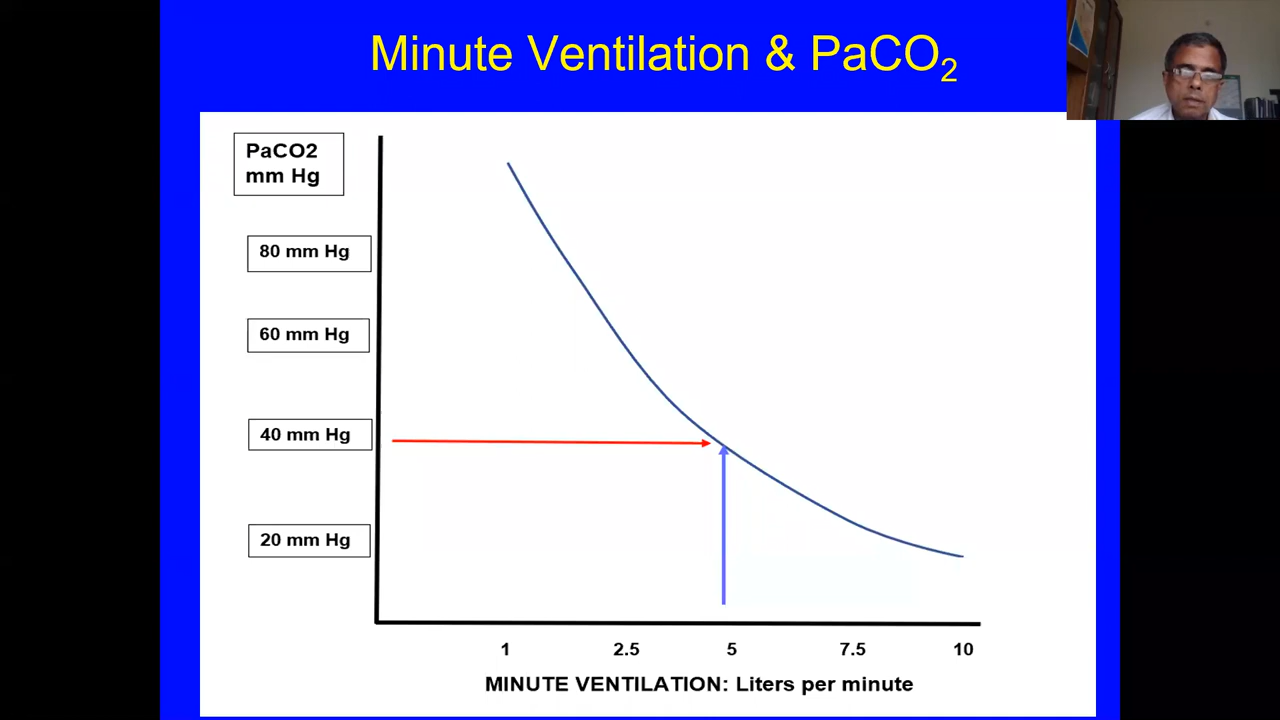 Minute Ventilation & PaCO₂
PaCO2
mm Hg
80 mm Hg
60 mm Hg
40 mm Hg
20 mm Hg
1 2.5 5 7.5 10
MINUTE VENTILATION: Liters per minute